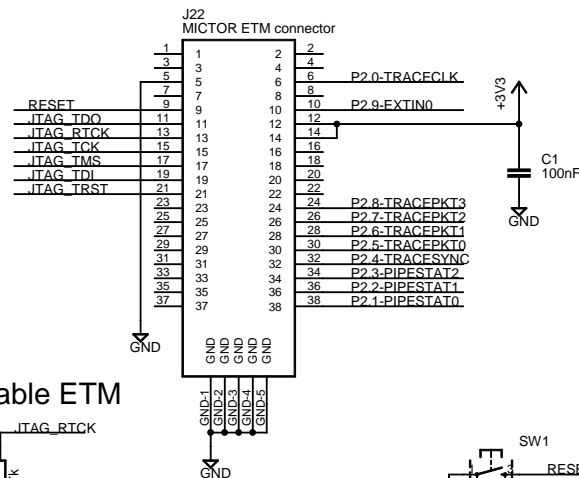 J22
MICTOR ETM connector
1 1 2 2
3 3 4 4
5 5 6 6 P2.0-TRACECLK
7 7 8 8
RESET 9 9 10 10 P2.9-EXTIN0
JTAG_TDO 11 11 12 12
JTAG_RTCK 13 13 14 14
JTAG_TCK 15 15 16 16
JTAG_TMS 17 17 18 18
JTAG_TDI 19 19 20 20
JTAG_TRST 21 21 22 22
23 23 24 24 P2.8-TRACEPKT3
25 25 26 26 P2.7-TRACEPKT2
27 27 28 28 P2.6-TRACEPKT1
29 29 30 30 P2.5-TRACEPKT0
31 31 32 32 P2.4-TRACESYNC
33 33 34 34 P2.3-PIPESTAT2
35 35 36 36 P2.2-PIPESTAT1
37 37 38 38 P2.1-PIPESTAT0
+3V3
C1
100nF
GND
GND
GND GND GND GND GND
GND-1 GND-2 GND-3 GND-4 GND-5
GND
able ETM
JTAG_RTCK
k
SW1
1 3 RESE